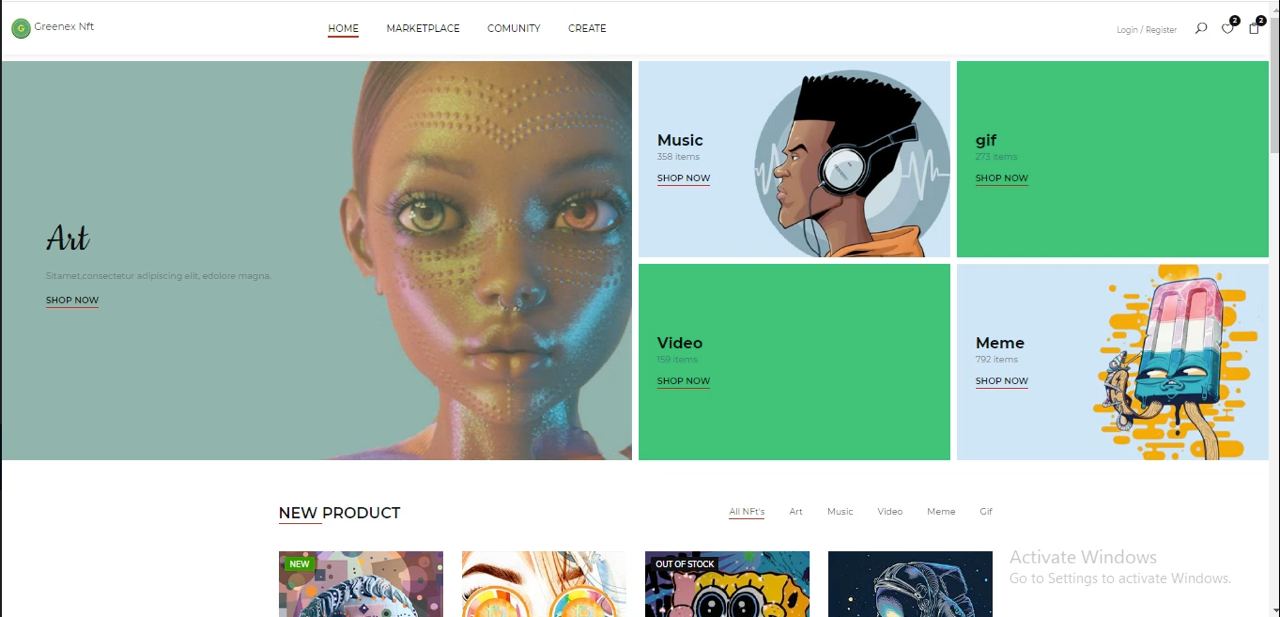 G Greenex Nft
HOME MARKETPLACE COMUNITY CREATE
Login / Register 2 2
Art
Sitamet,consectetur adipiscing elit, edolore magna.
SHOP NOW
Music
358 items
SHOP NOW
gif
273 items
SHOP NOW
Video
159 items
SHOP NOW
Meme
792 items
SHOP NOW
NEW PRODUCT
All NFt's Art Music Video Meme Gif
NEW
OUT OF STOCK
Activate Windows
Go to Settings to activate Windows.